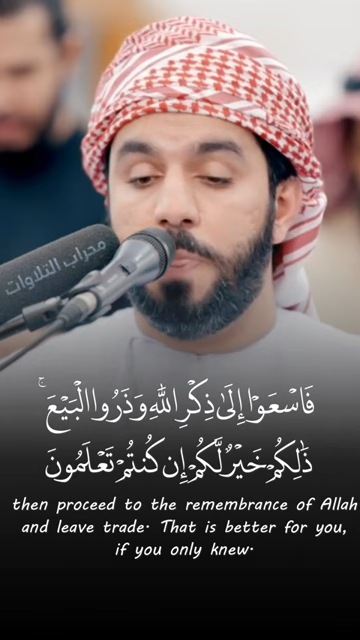 محراب التلاوات
فَاسْعَوْا إِلَىٰ ذِكْرِ اللَّهِ وَذَرُوا الْبَيْعَ ۚ
ذَٰلِكُمْ خَيْرٌ لَّكُمْ إِن كُنتُمْ تَعْلَمُونَ
then proceed to the remembrance of Allah
and leave trade. That is better for you,
if you only knew.